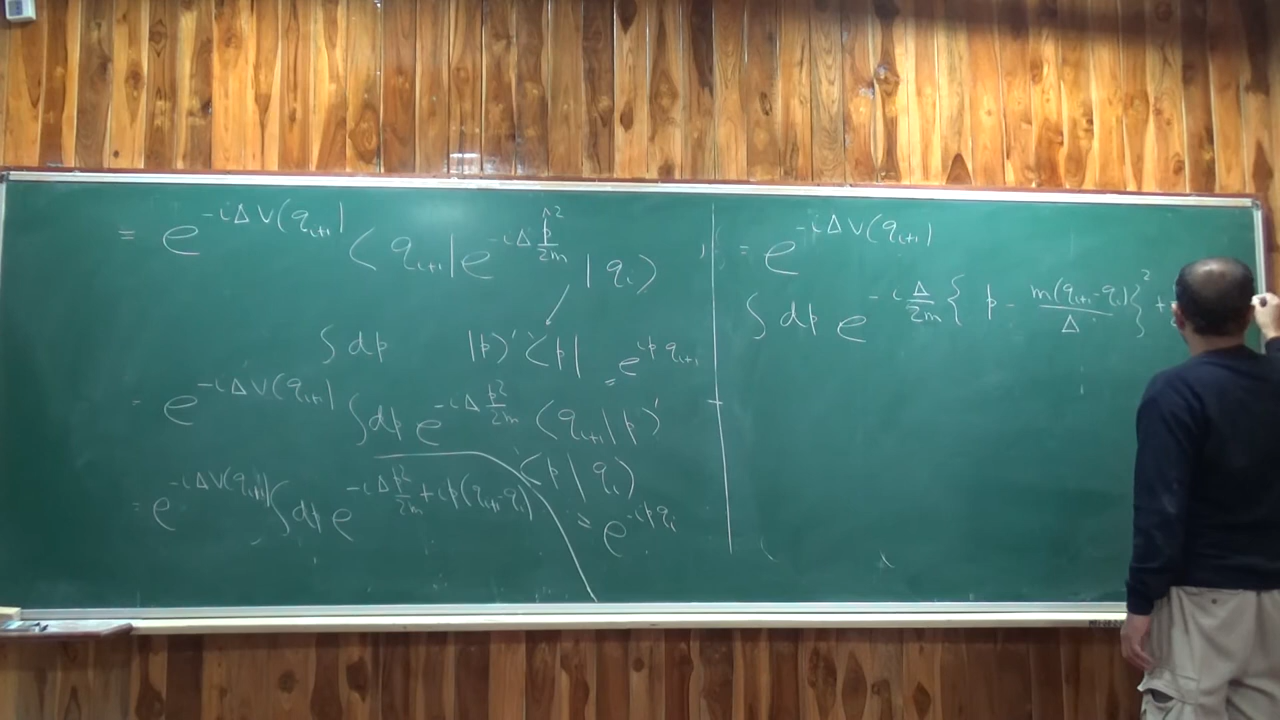 = e^{-iΔV(q_{i+1})} ⟨q_{i+1}| e^{-iΔ \frac{\hat{p}^2}{2m}} |q_i⟩
∫dp |p⟩'⟨p|
= e^{ip q_{i+1}}
= e^{-iΔV(q_{i+1})} ∫dp e^{-iΔ \frac{p^2}{2m}} ⟨q_{i+1}|p⟩'
'⟨p|q_i⟩
= e^{-ip q_i}
= e^{-iΔV(q_{i+1})} ∫dp e^{-iΔ \frac{p^2}{2m} + ip(q_{i+1}-q_i)}
= e^{-iΔV(q_{i+1})}
∫dp e^{-i \frac{Δ}{2m} { p - \frac{m(q_{i+1}-q_i)}{Δ} }^2 +